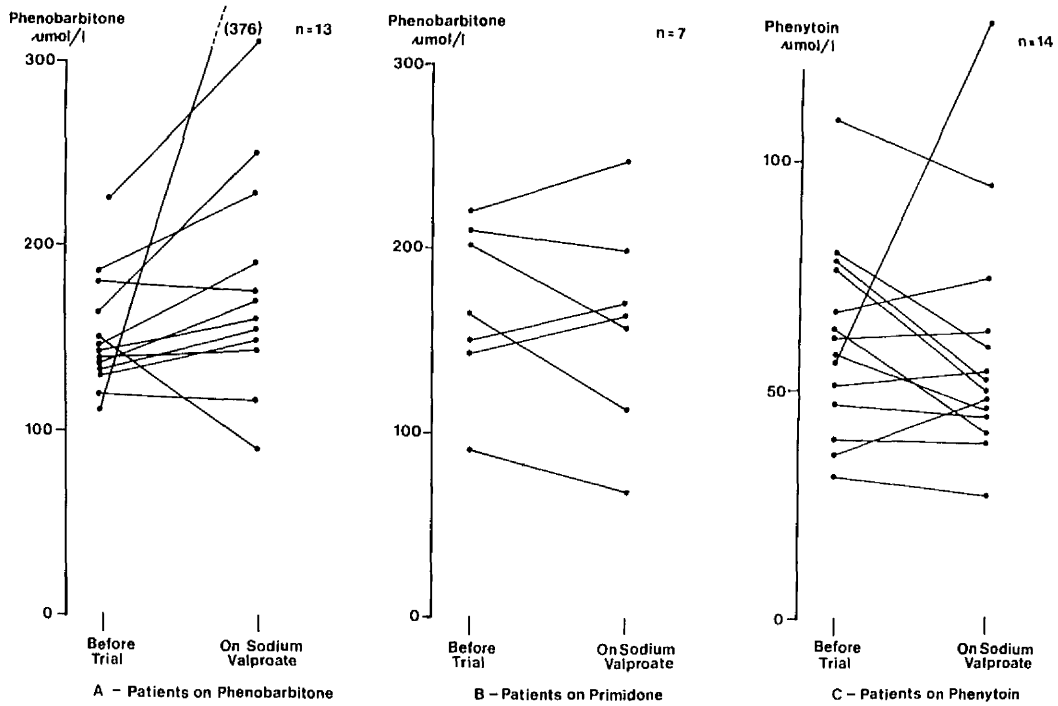 Phenobarbitone
µmol/l
(376)
n=13
300
200
100
0
Before
Trial
On Sodium
Valproate
A – Patients on Phenobarbitone
Phenobarbitone
µmol/l
n=7
300
200
100
0
Before
Trial
On Sodium
Valproate
B – Patients on Primidone
Phenytoin
µmol/l
n=14
100
50
0
Before
Trial
On Sodium
Valproate
C – Patients on Phenytoin